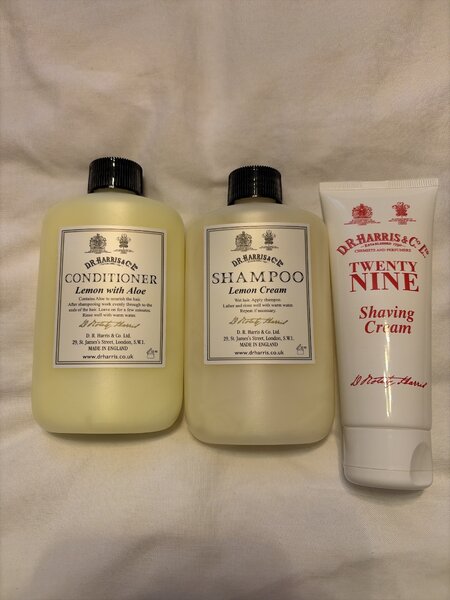 D.R.HARRIS & Co. Ltd.
CONDITIONER
Lemon with Aloe
Contains Aloe to nourish the hair.
After shampooing work evenly through to the
ends of the hair. Leave on for a few minutes.
Rinse well with warm water.
D. R. Harris & Co. Ltd.
29, St. James's Street, London, S.W.1.
MADE IN ENGLAND
www.drharris.co.uk
D.R.HARRIS & Co. Ltd.
SHAMPOO
Lemon Cream
Wet hair. Apply shampoo.
Lather and rinse well with warm water.
Repeat if necessary.
D. R. Harris & Co. Ltd.
29, St. James's Street, London, S.W.1.
MADE IN ENGLAND
www.drharris.co.uk
D.R.HARRIS & Co. Ltd.
ESTABLISHED 1790
CHEMISTS AND PERFUMERS
TWENTY
NINE
Shaving
Cream